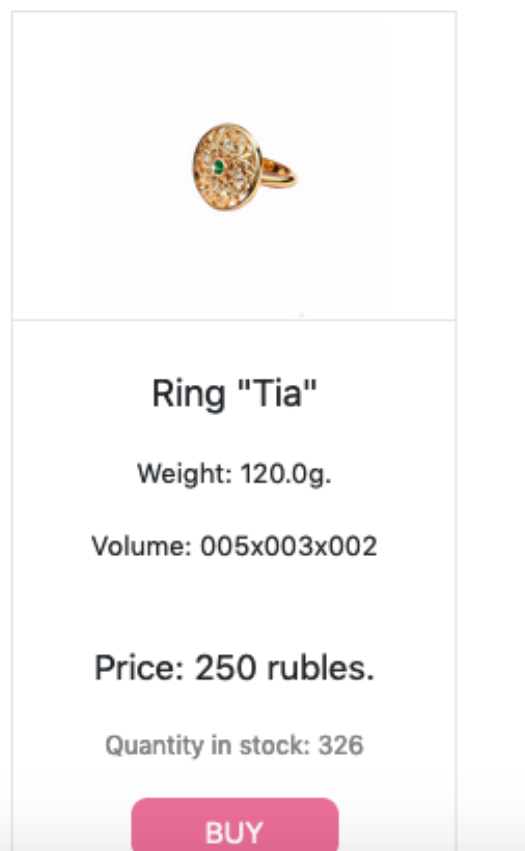 Ring "Tia"
Weight: 120.0g.
Volume: 005x003x002
Price: 250 rubles.
Quantity in stock: 326
BUY